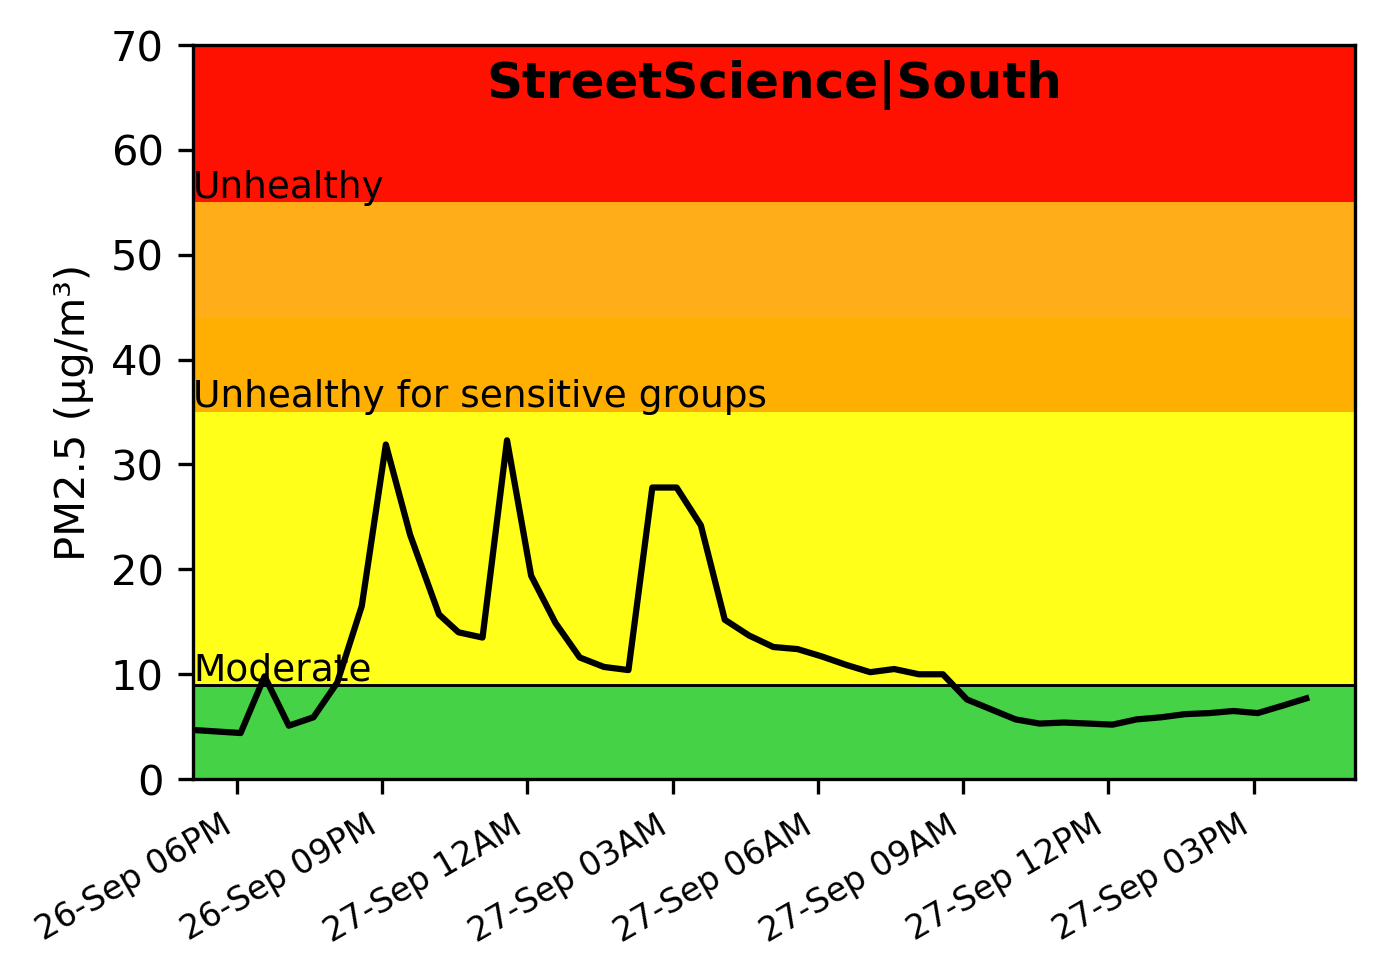 StreetScience|South
PM2.5 (µg/m³)
70
60
50
40
30
20
10
0
Unhealthy
Unhealthy for sensitive groups
Moderate
26-Sep 06PM
26-Sep 09PM
27-Sep 12AM
27-Sep 03AM
27-Sep 06AM
27-Sep 09AM
27-Sep 12PM
27-Sep 03PM